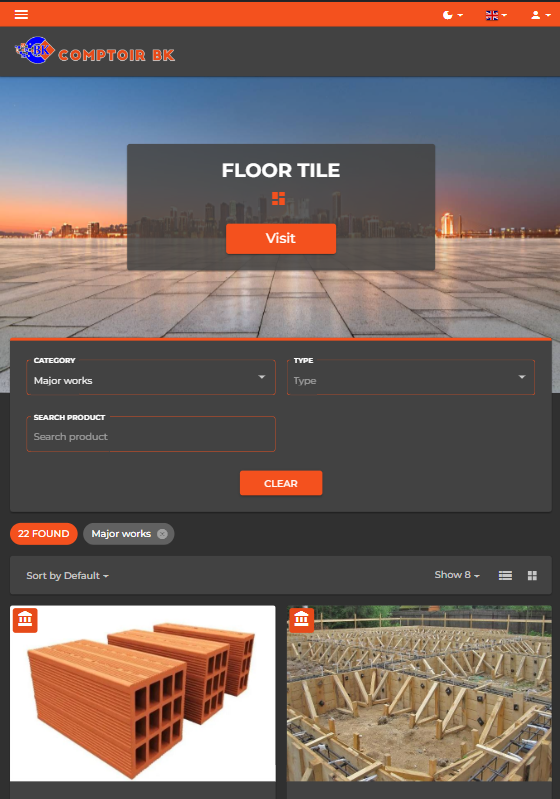 BK
COMPTOIR BK
FLOOR TILE
Visit
CATEGORY
Major works
TYPE
Type
SEARCH PRODUCT
Search product
CLEAR
22 FOUND
Major works
Sort by Default
Show 8